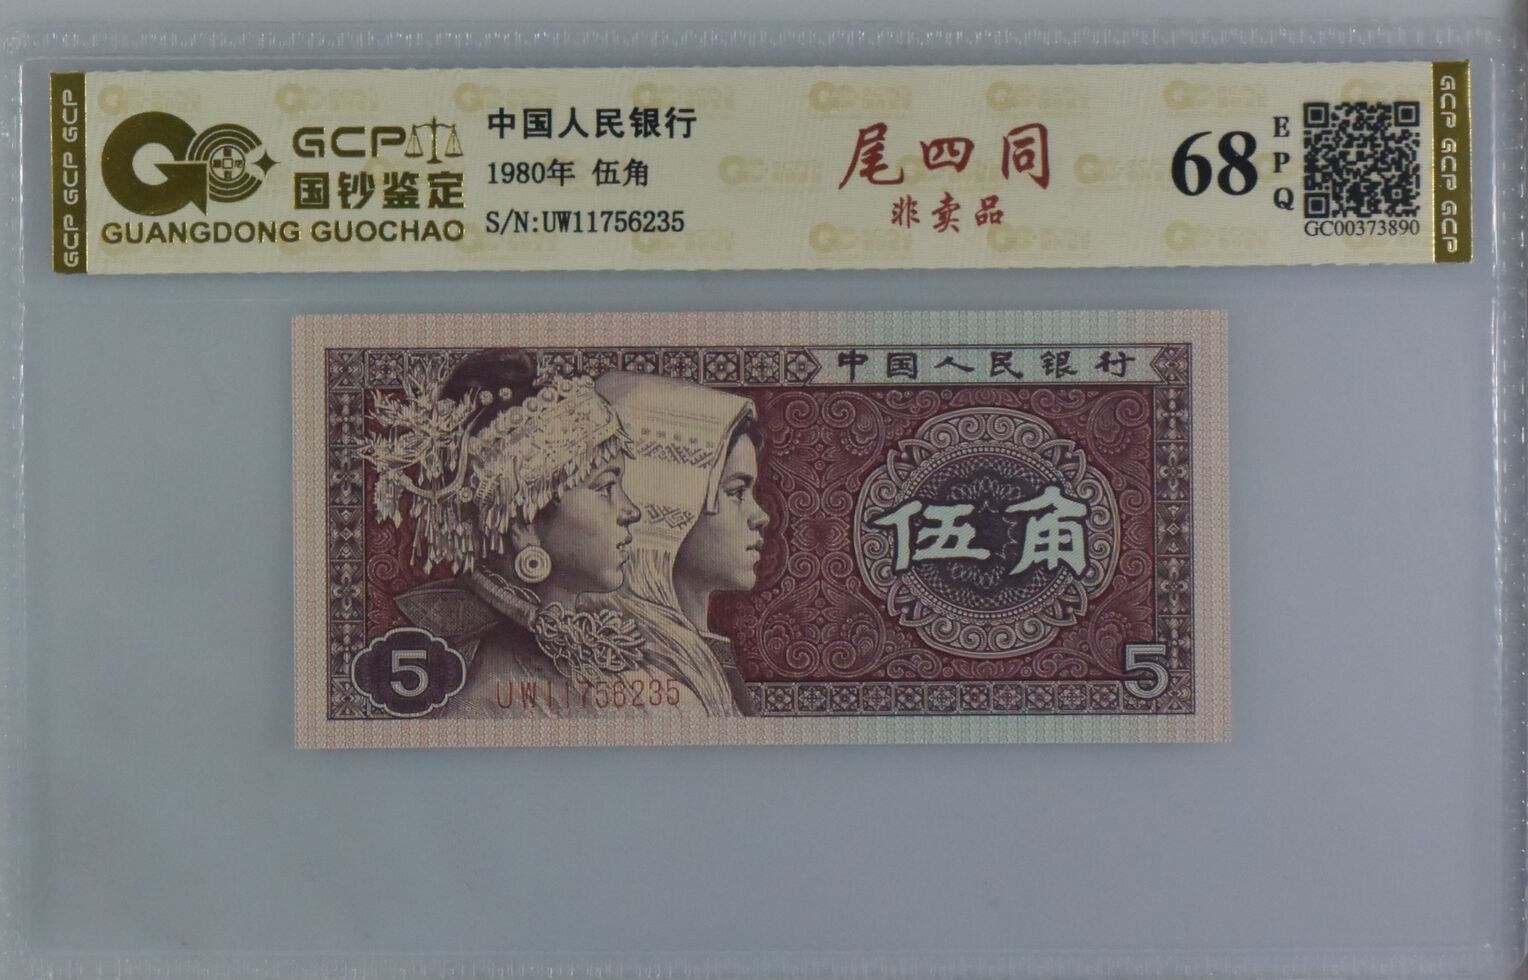 GCP GCP GCP
GCP
国钞鉴定
GUANGDONG GUOCHAO
中国人民银行
1980年 伍角
S/N:UW11756235
尾四同
非卖品
68
EPQ
GC00373890
GCP GCP GCP
中国人民银行
伍角
5
UW11756235
5